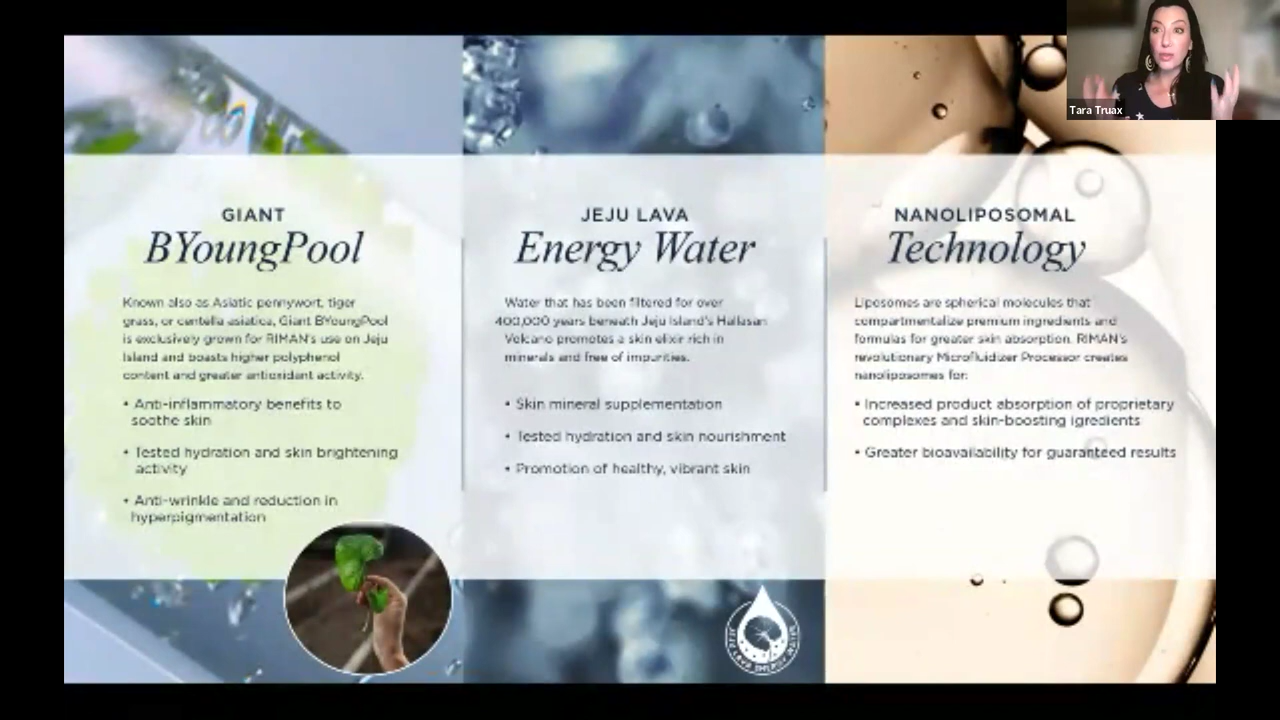 Tara Truax
GIANT
BYoungPool
Known also as Asiatic pennywort, tiger
grass, or centella asiatica, Giant BYoungPool
is exclusively grown for RIMAN's use on Jeju
Island and boasts higher polyphenol
content and greater antioxidant activity.
• Anti-inflammatory benefits to
soothe skin
• Tested hydration and skin brightening
activity
• Anti-wrinkle and reduction in
hyperpigmentation
JEJU LAVA
Energy Water
Water that has been filtered for over
400,000 years beneath Jeju Island's Hallasan
Volcano promotes a skin elixir rich in
minerals and free of impurities.
• Skin mineral supplementation
• Tested hydration and skin nourishment
• Promotion of healthy, vibrant skin
JEJU LAVA ENERGY WATER
NANOLIPOSOMAL
Technology
Liposomes are spherical molecules that
compartmentalize premium ingredients and
formulas for greater skin absorption. RIMAN's
revolutionary Microfluidizer Processor creates
nanoliposomes for:
• Increased product absorption of proprietary
complexes and skin-boosting igredients
• Greater bioavailability for guaranteed results